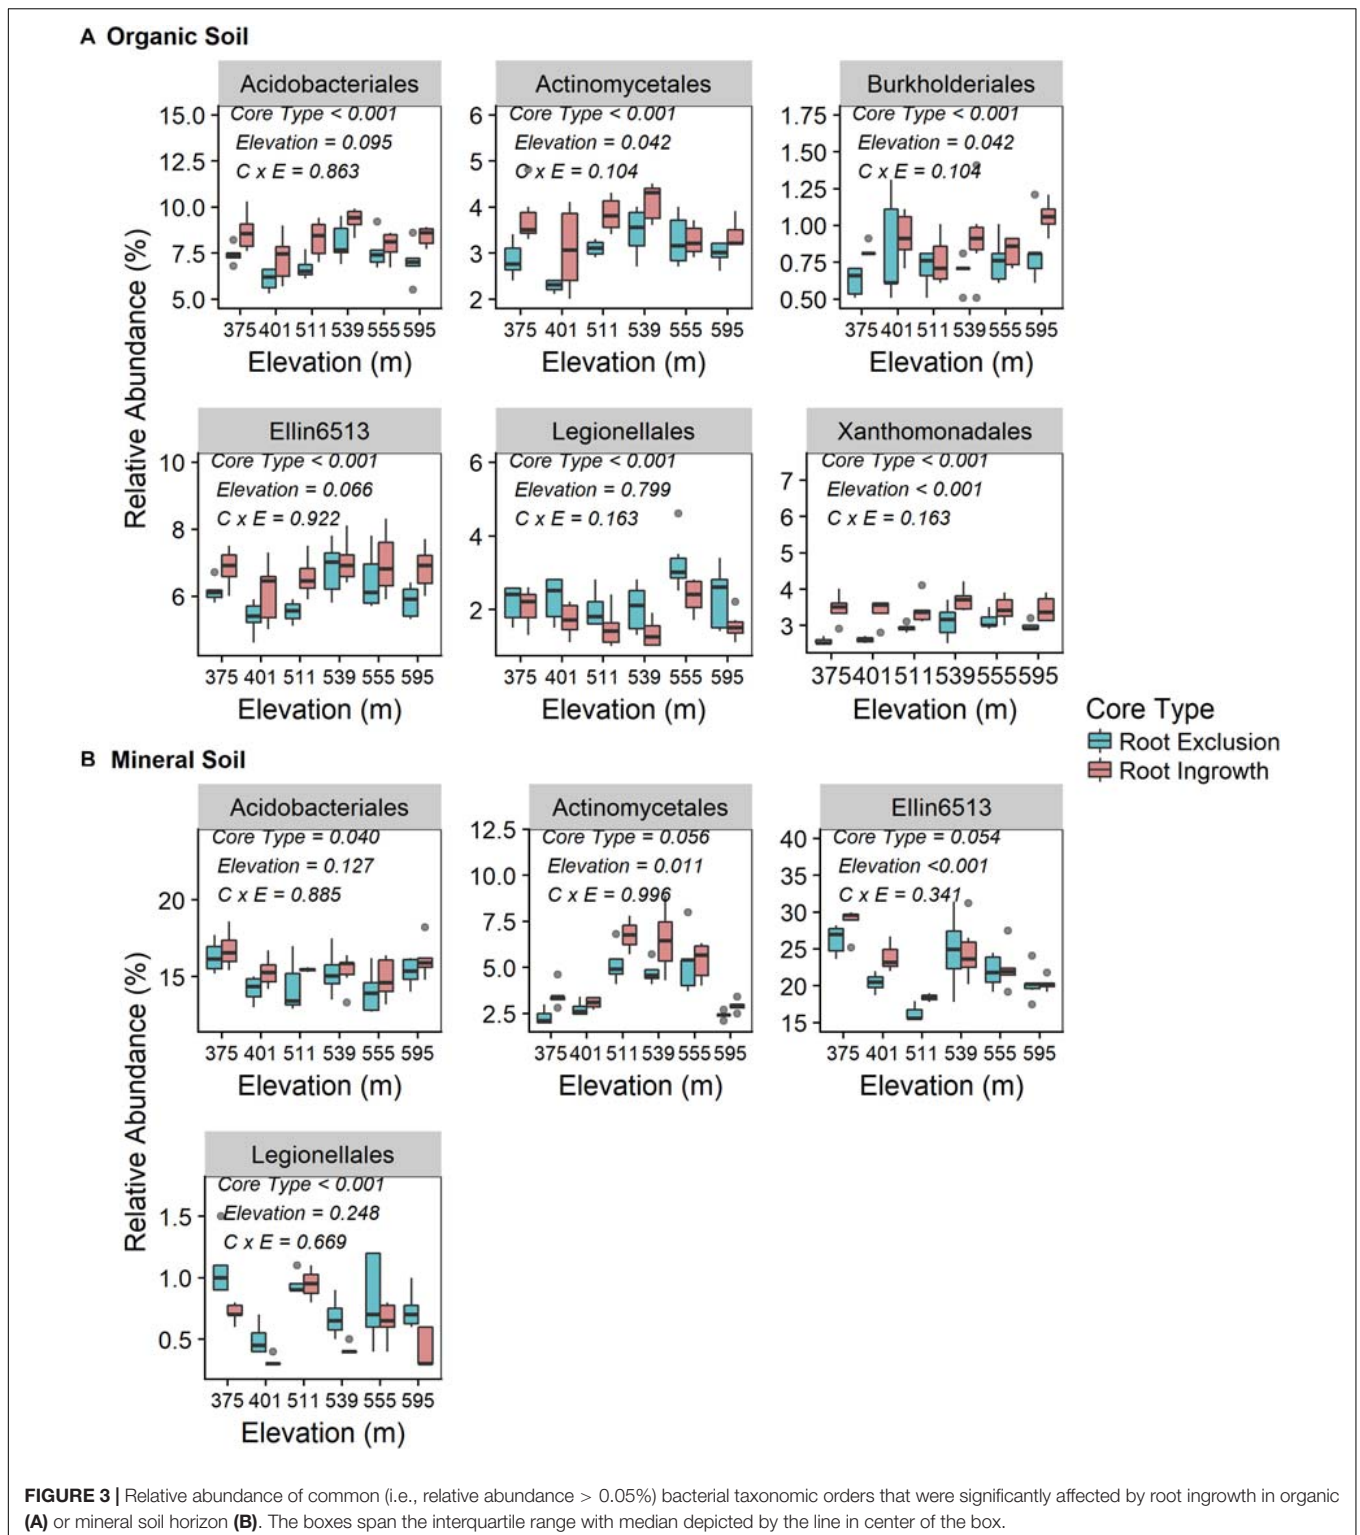 A Organic Soil
Acidobacteriales
Actinomycetales
Burkholderiales
Relative Abundance (%)
15.0
12.5
10.0
7.5
5.0
Core Type < 0.001
Elevation = 0.095
C x E = 0.863
375 401 511 539 555 595
Elevation (m)
6
5
4
3
2
Core Type < 0.001
Elevation = 0.042
C x E = 0.104
375 401 511 539 555 595
Elevation (m)
1.75
1.50
1.25
1.00
0.75
0.50
Core Type < 0.001
Elevation = 0.042
C x E = 0.104
375 401 511 539 555 595
Elevation (m)
Ellin6513
Legionellales
Xanthomonadales
Relative Abundance (%)
10
8
6
Core Type < 0.001
Elevation = 0.066
C x E = 0.922
375 401 511 539 555 595
Elevation (m)
6
4
2
Core Type < 0.001
Elevation = 0.799
C x E = 0.163
375 401 511 539 555 595
Elevation (m)
7
6
5
4
3
Core Type < 0.001
Elevation < 0.001
C x E = 0.163
375 401 511 539 555 595
Elevation (m)
Core Type
Root Exclusion
Root Ingrowth
B Mineral Soil
Acidobacteriales
Actinomycetales
Ellin6513
Relative Abundance (%)
20
15
Core Type = 0.040
Elevation = 0.127
C x E = 0.885
375 401 511 539 555 595
Elevation (m)
12.5
10.0
7.5
5.0
2.5
Core Type = 0.056
Elevation = 0.011
C x E = 0.996
375 401 511 539 555 595
Elevation (m)
40
35
30
25
20
15
Core Type = 0.054
Elevation <0.001
C x E = 0.341
375 401 511 539 555 595
Elevation (m)
Legionellales
1.5
1.0
0.5
Core Type < 0.001
Elevation = 0.248
C x E = 0.669
375 401 511 539 555 595
Elevation (m)
FIGURE 3 | Relative abundance of common (i.e., relative abundance > 0.05%) bacterial taxonomic orders that were significantly affected by root ingrowth in organic
(A) or mineral soil horizon (B). The boxes span the interquartile range with median depicted by the line in center of the box.